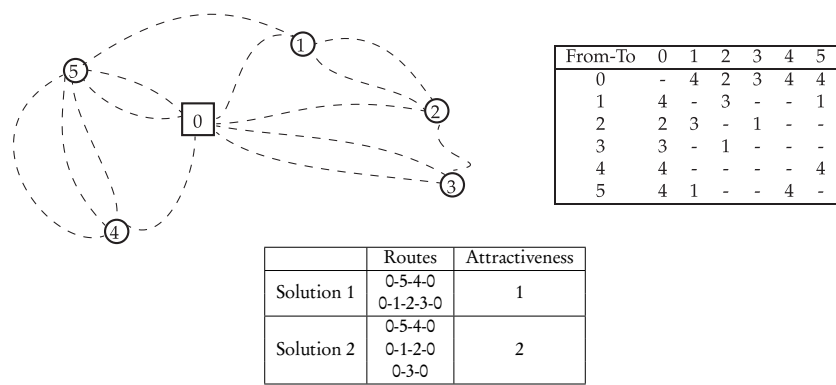 1
5
0
2
3
4
From-To 0 1 2 3 4 5
0 - 4 2 3 4 4
1 4 - 3 - - 1
2 2 3 - 1 - -
3 3 - 1 - - -
4 4 - - - - 4
5 4 1 - - 4 -
Routes Attractiveness
Solution 1 0-5-4-0 0-1-2-3-0 1
Solution 2 0-5-4-0 0-1-2-0 0-3-0 2